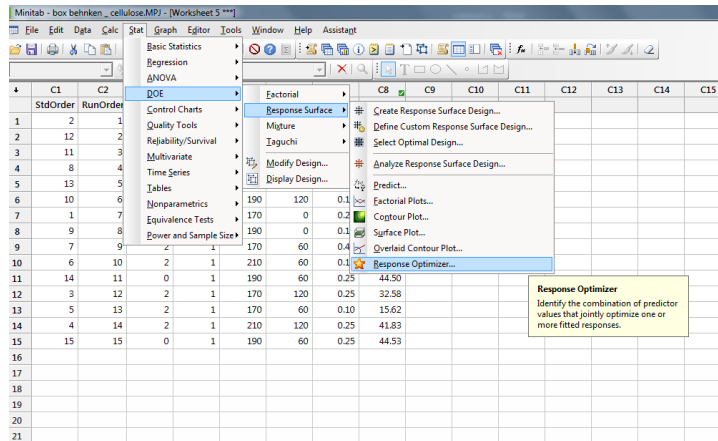 Minitab - box behnken _ cellulose.MPJ - [Worksheet 5 ***]
File Edit Data Calc Stat Graph Editor Tools Window Help Assistant
Basic Statistics
Regression
ANOVA
DOE
Control Charts
Quality Tools
Reliability/Survival
Multivariate
Time Series
Tables
Nonparametrics
Equivalence Tests
Power and Sample Size
Factorial
Response Surface
Mixture
Taguchi
Modify Design...
Display Design...
Create Response Surface Design...
Define Custom Response Surface Design...
Select Optimal Design...
Analyze Response Surface Design...
Predict...
Factorial Plots...
Contour Plot...
Surface Plot...
Overlaid Contour Plot...
Response Optimizer...
Response Optimizer
Identify the combination of predictor
values that jointly optimize one or
more fitted responses.
C1 C2 C8 C9 C10 C11 C12 C13 C14 C15
StdOrder RunOrder
1 2 1
2 12 2
3 11 3
4 8 4
5 13 5
6 10 6 190 120 0.1
7 1 7 170 0 0.2
8 9 8 190 0 0.1
9 7 9 2 1 170 60 0.4
10 6 10 2 1 210 60 0.1
11 14 11 0 1 190 60 0.25 44.50
12 3 12 2 1 170 120 0.25 32.58
13 5 13 2 1 170 60 0.10 15.62
14 4 14 2 1 210 120 0.25 41.83
15 15 15 0 1 190 60 0.25 44.53
16
17
18
19
20
21